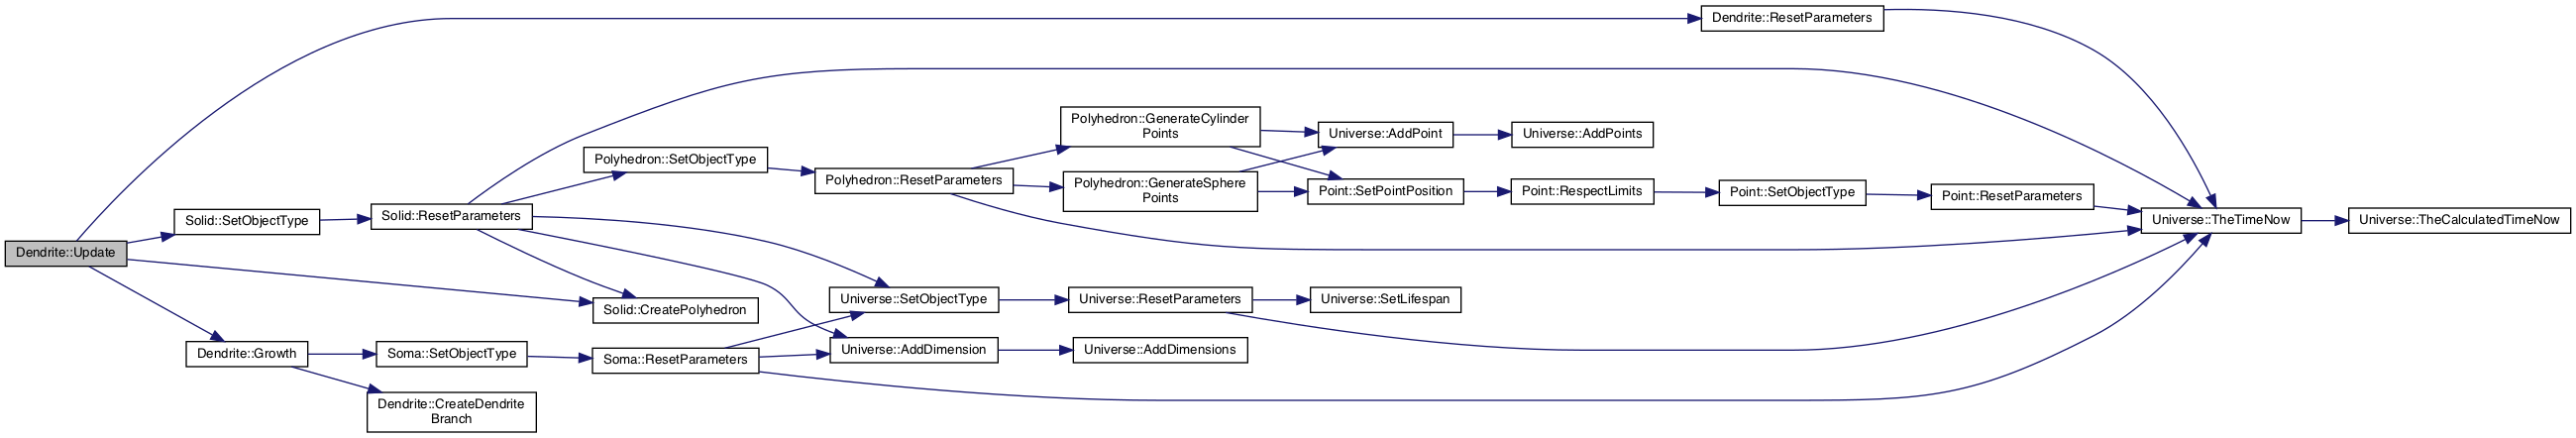 Dendrite::Update
Solid::SetObjectType
Dendrite::Growth
Solid::ResetParameters
Soma::SetObjectType
Dendrite::CreateDendrite
Branch
Polyhedron::SetObjectType
Solid::CreatePolyhedron
Soma::ResetParameters
Polyhedron::ResetParameters
Universe::SetObjectType
Universe::AddDimension
Polyhedron::GenerateCylinder
Points
Polyhedron::GenerateSphere
Points
Universe::ResetParameters
Universe::AddDimensions
Universe::AddPoint
Point::SetPointPosition
Universe::SetLifespan
Universe::AddPoints
Point::RespectLimits
Dendrite::ResetParameters
Point::SetObjectType
Point::ResetParameters
Universe::TheTimeNow
Universe::TheCalculatedTimeNow